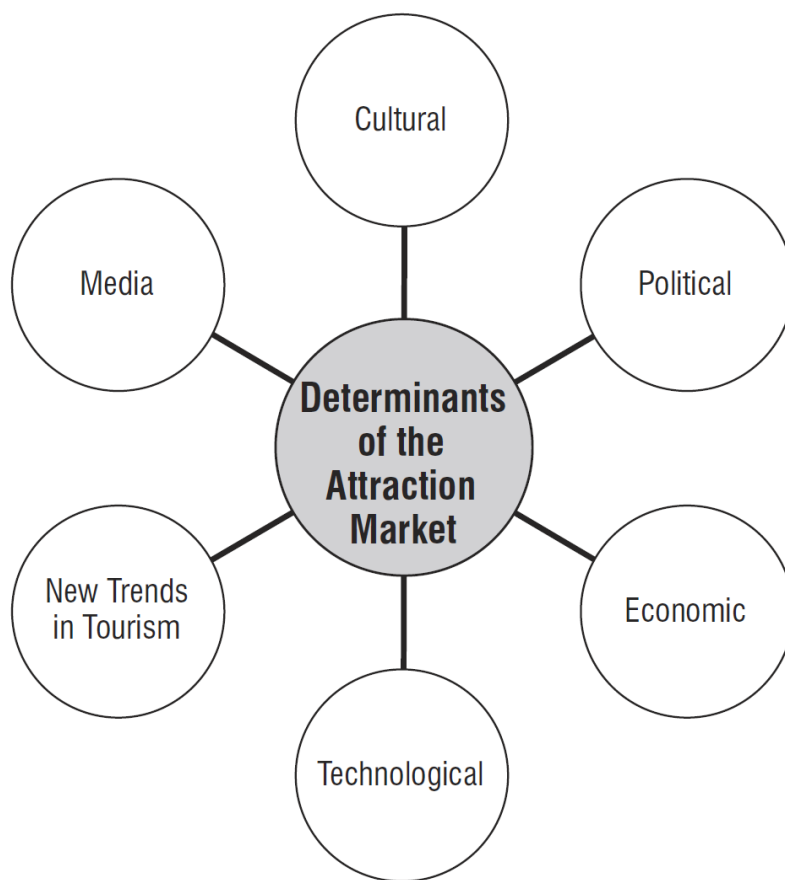 Cultural
Media
Political
Determinants
of the
Attraction
Market
New Trends
in Tourism
Economic
Technological